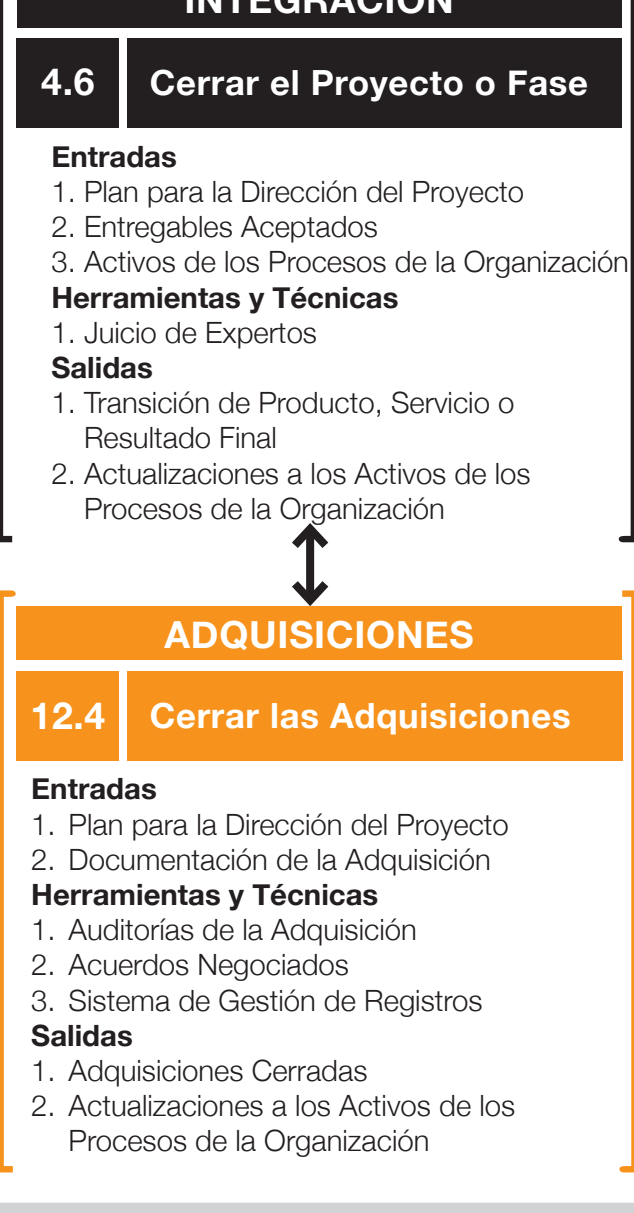 INTEGRACIÓN
4.6 Cerrar el Proyecto o Fase
Entradas
1. Plan para la Dirección del Proyecto
2. Entregables Aceptados
3. Activos de los Procesos de la Organización
Herramientas y Técnicas
1. Juicio de Expertos
Salidas
1. Transición de Producto, Servicio o
Resultado Final
2. Actualizaciones a los Activos de los
Procesos de la Organización
ADQUISICIONES
12.4 Cerrar las Adquisiciones
Entradas
1. Plan para la Dirección del Proyecto
2. Documentación de la Adquisición
Herramientas y Técnicas
1. Auditorías de la Adquisición
2. Acuerdos Negociados
3. Sistema de Gestión de Registros
Salidas
1. Adquisiciones Cerradas
2. Actualizaciones a los Activos de los
Procesos de la Organización